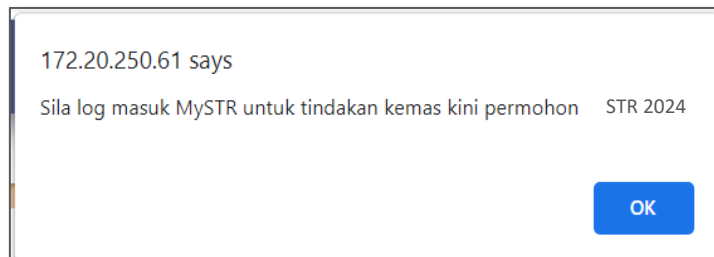 172.20.250.61 says
Sila log masuk MySTR untuk tindakan kemas kini permohon STR 2024
OK